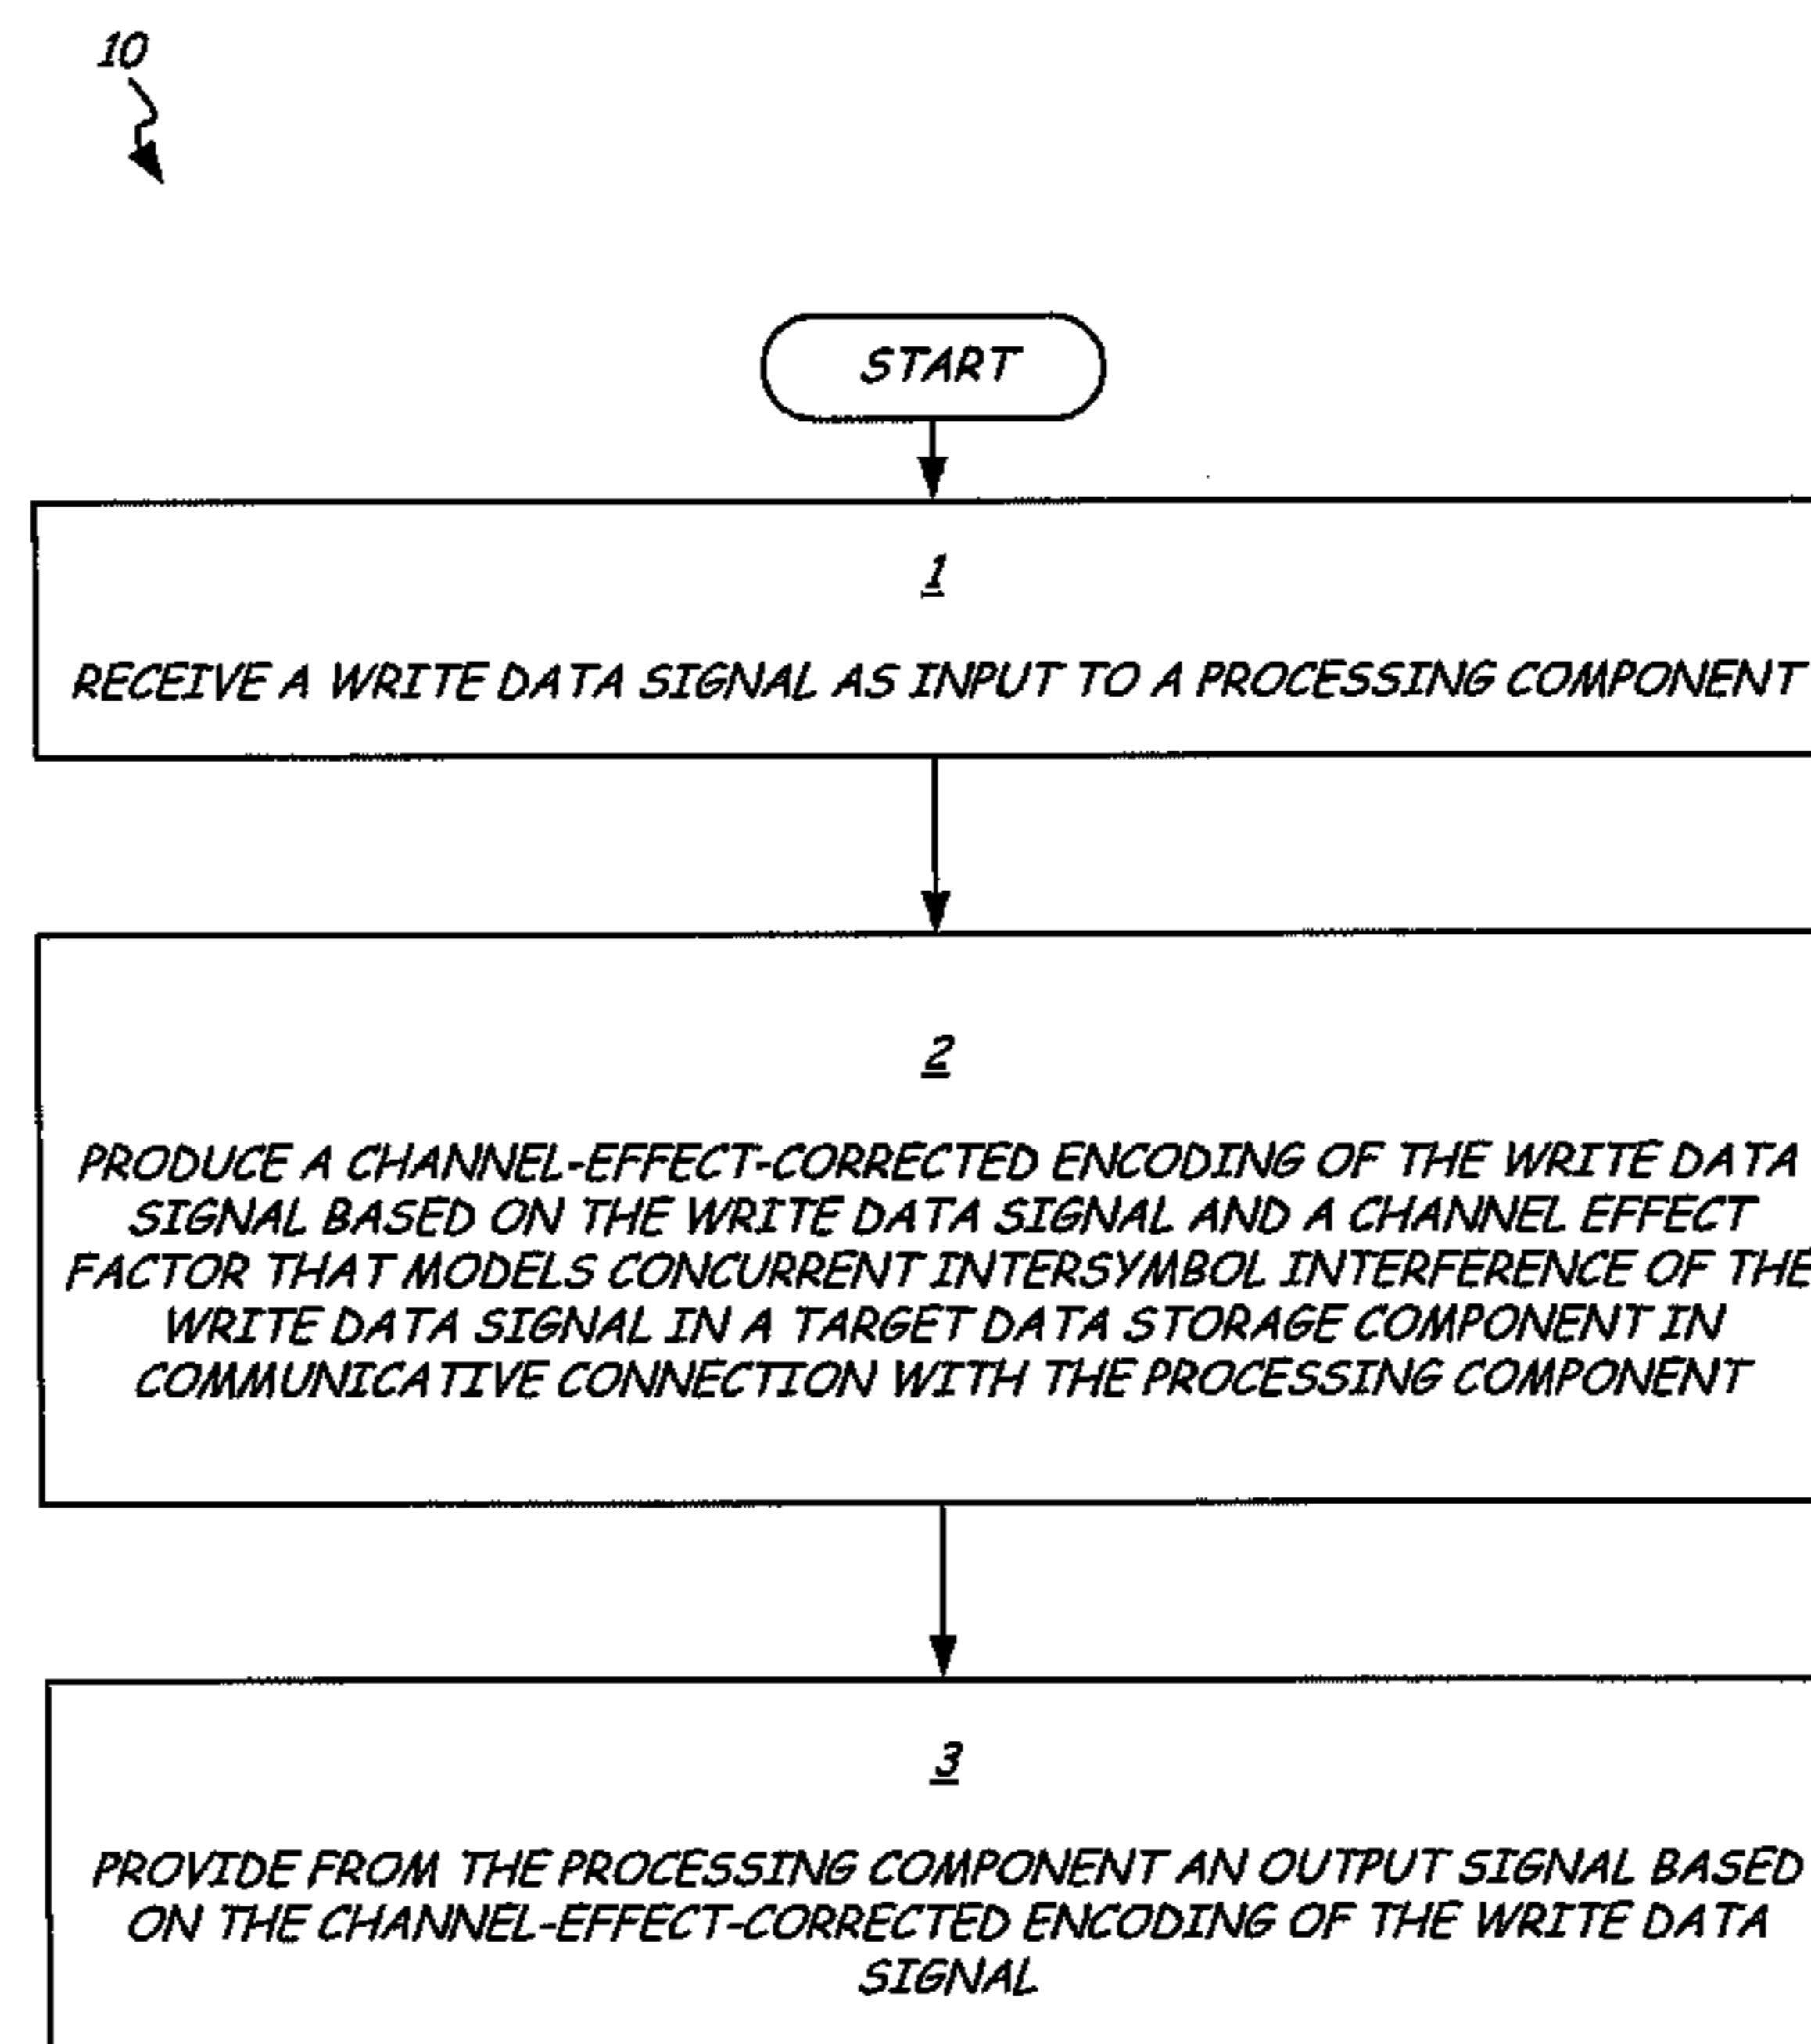 10
START
1
RECEIVE A WRITE DATA SIGNAL AS INPUT TO A PROCESSING COMPONENT
2
PRODUCE A CHANNEL-EFFECT-CORRECTED ENCODING OF THE WRITE DATA
SIGNAL BASED ON THE WRITE DATA SIGNAL AND A CHANNEL EFFECT
FACTOR THAT MODELS CONCURRENT INTERSYMBOL INTERFERENCE OF THE
WRITE DATA SIGNAL IN A TARGET DATA STORAGE COMPONENT IN
COMMUNICATIVE CONNECTION WITH THE PROCESSING COMPONENT
3
PROVIDE FROM THE PROCESSING COMPONENT AN OUTPUT SIGNAL BASED
ON THE CHANNEL-EFFECT-CORRECTED ENCODING OF THE WRITE DATA
SIGNAL